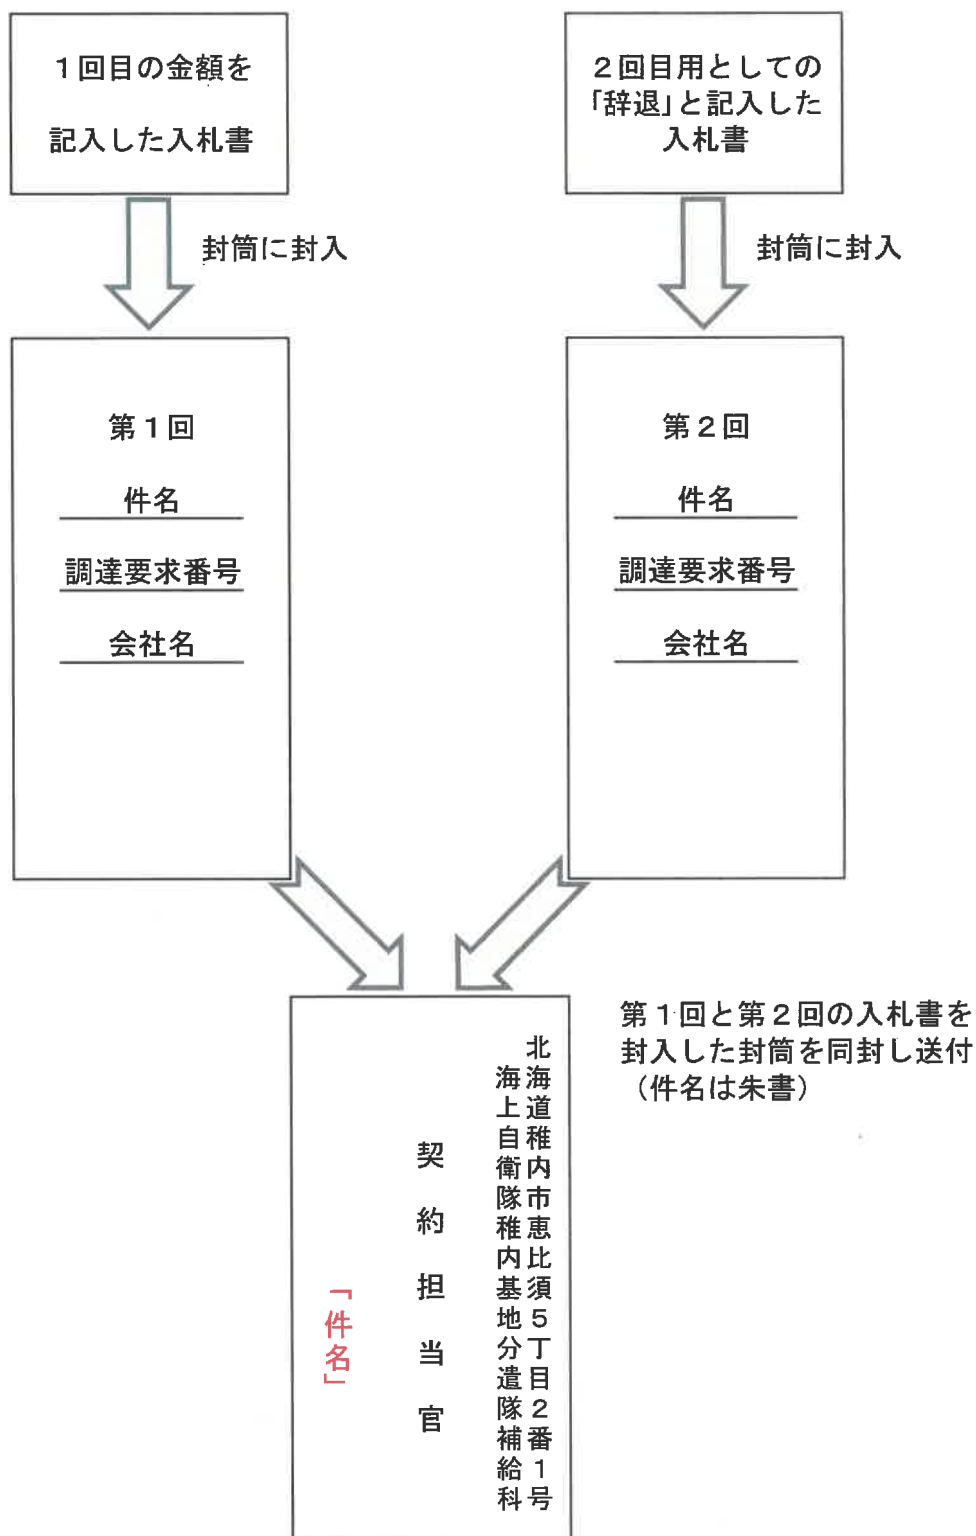 1回目の金額を
記入した入札書
2回目用としての
「辞退」と記入した
入札書
封筒に封入
封筒に封入
第1回
件名
調達要求番号
会社名
第2回
件名
調達要求番号
会社名
第1回と第2回の入札書を
封入した封筒を同封し送付
（件名は朱書）
北海道稚内市恵比須5丁目2番1号
海上自衛隊稚内基地分遣隊補給科
契約担当官
「件名」